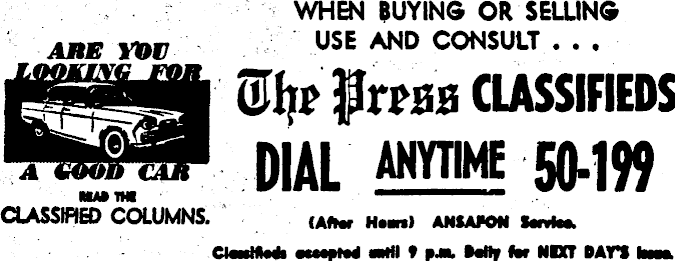 ARE YOU
LOOKING FOR
A GOOD CAR
READ THE
CLASSIFIED COLUMNS.
WHEN BUYING OR SELLING
USE AND CONSULT . . .
The Press CLASSIFIEDS
DIAL ANYTIME 50-199
(After Hours) ANSAFON Service.
Classifieds accepted until 9 p.m. Daily for NEXT DAY'S Issue.